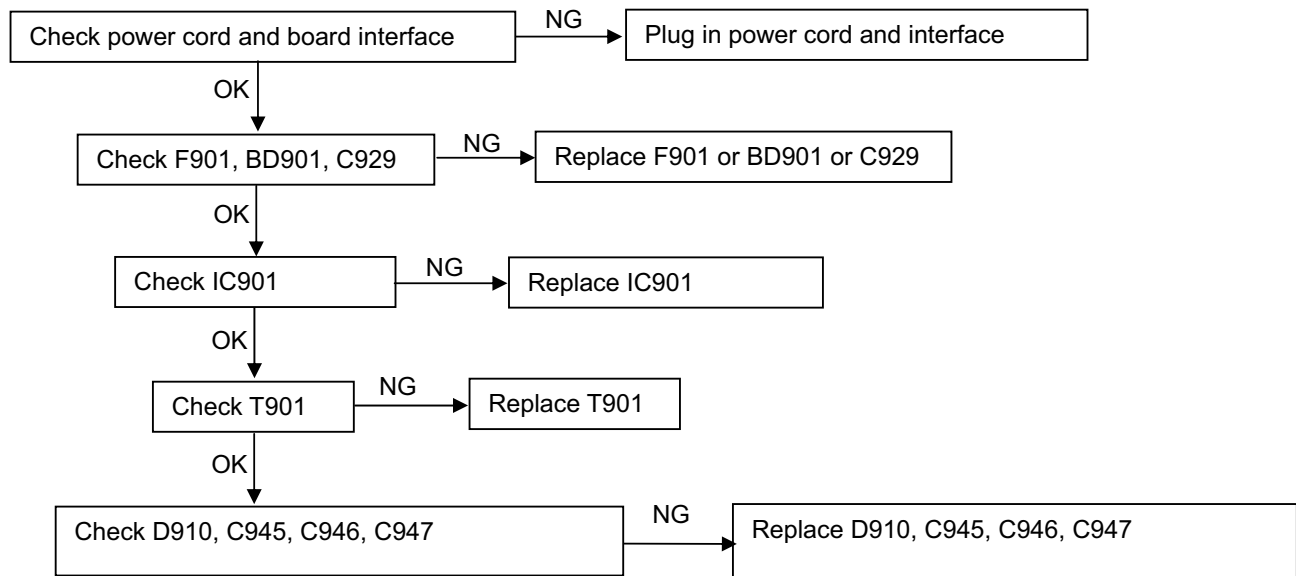 Check power cord and board interface
NG
Plug in power cord and interface
OK
Check F901, BD901, C929
NG
Replace F901 or BD901 or C929
OK
Check IC901
NG
Replace IC901
OK
Check T901
NG
Replace T901
OK
Check D910, C945, C946, C947
NG
Replace D910, C945, C946, C947